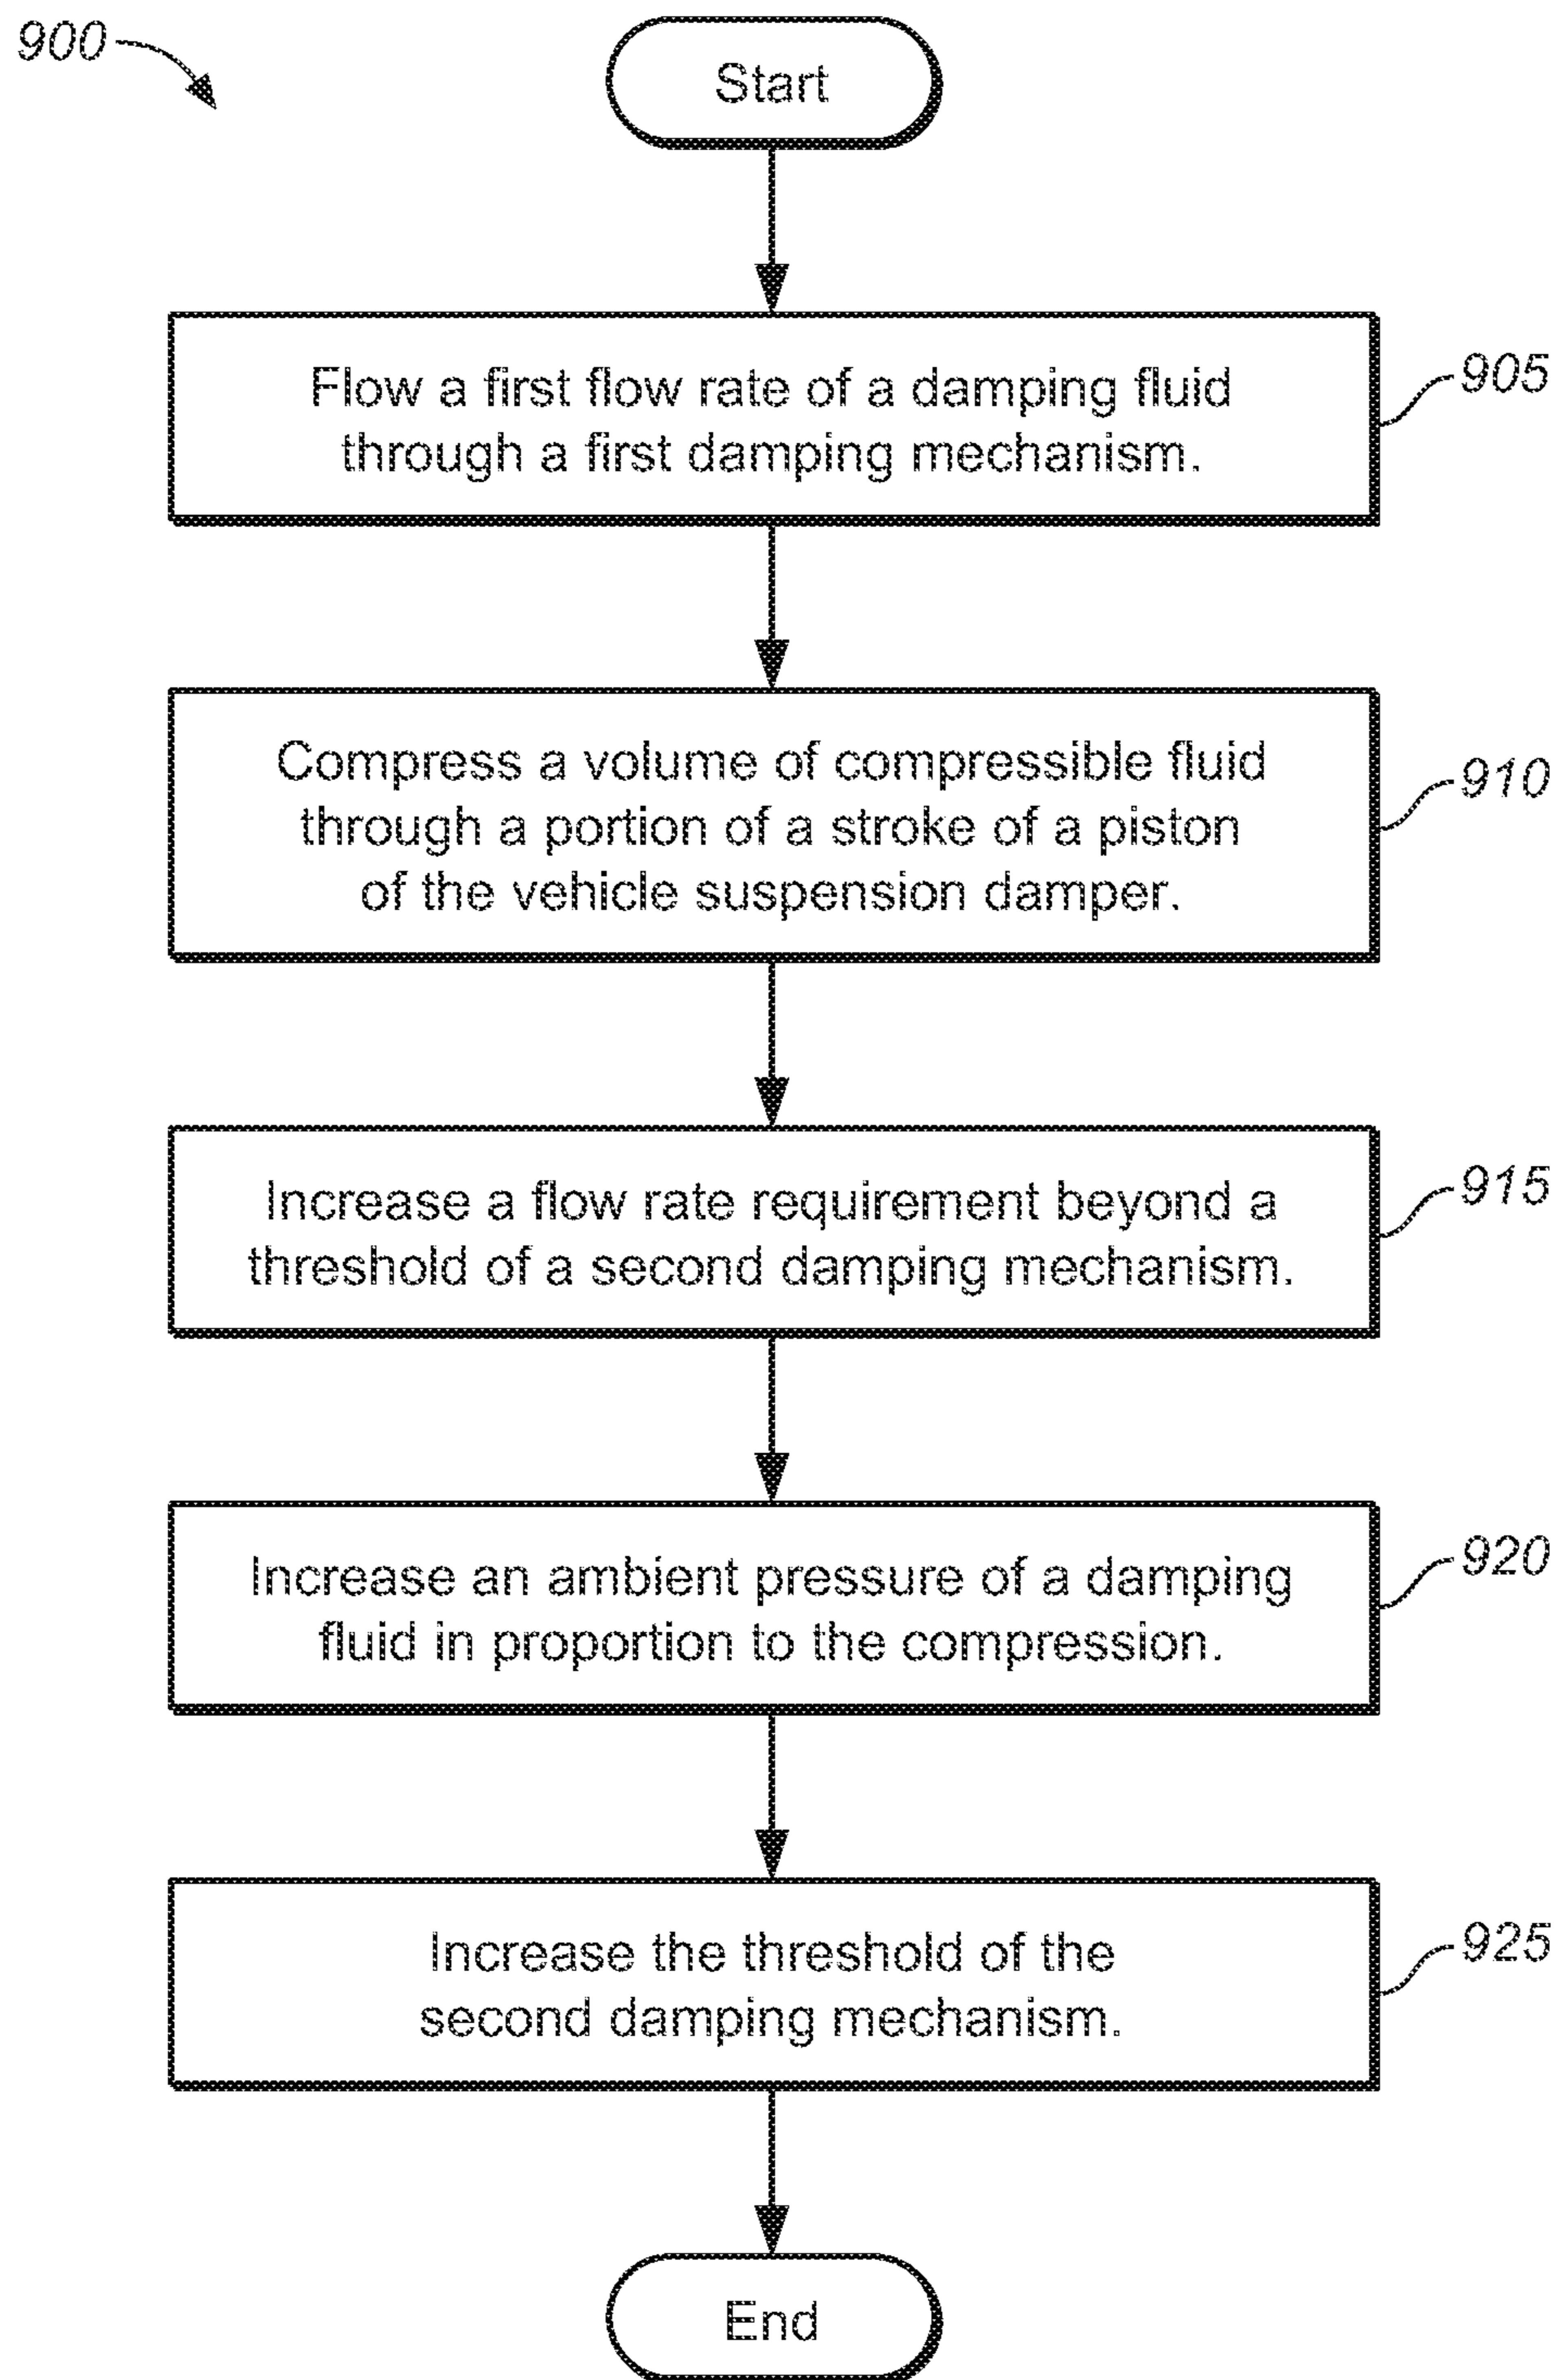 900
Start
Flow a first flow rate of a damping fluid
through a first damping mechanism.
905
Compress a volume of compressible fluid
through a portion of a stroke of a piston
of the vehicle suspension damper.
910
Increase a flow rate requirement beyond a
threshold of a second damping mechanism.
915
Increase an ambient pressure of a damping
fluid in proportion to the compression.
920
Increase the threshold of the
second damping mechanism.
925
End